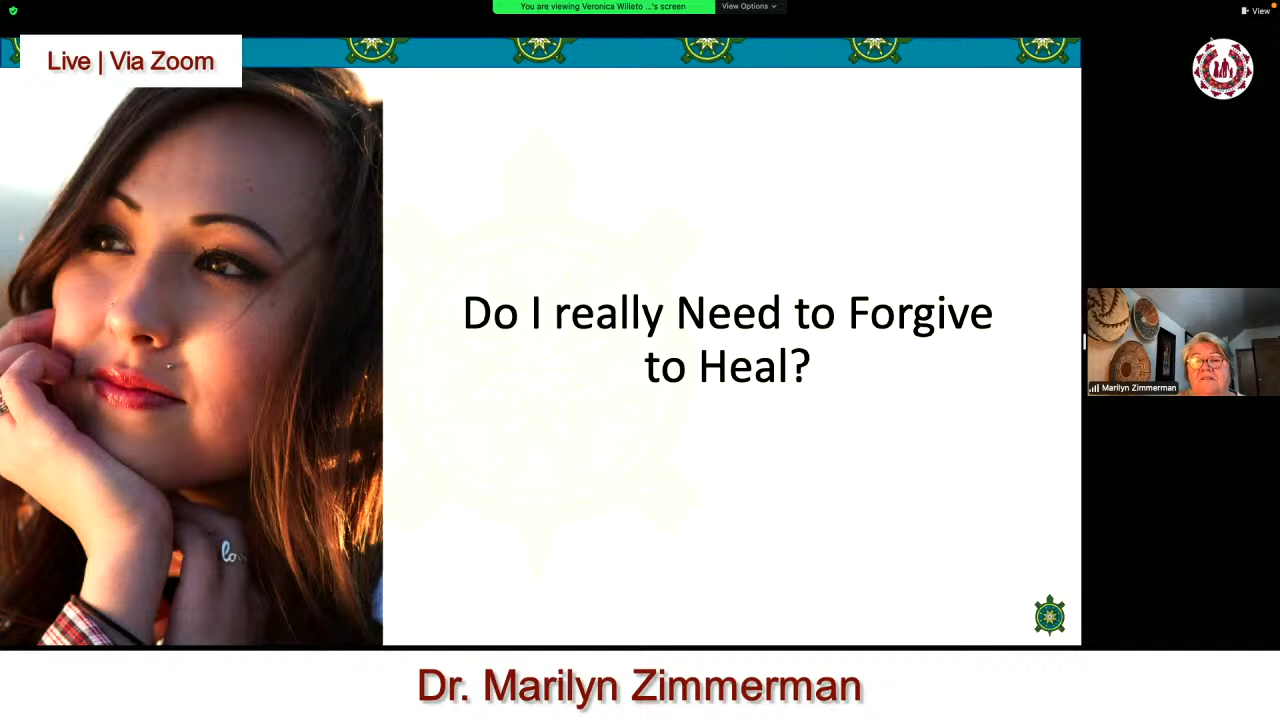 You are viewing Veronica Willeto ...'s screen
View Options
View
Live | Via Zoom
Do I really Need to Forgive
to Heal?
Marilyn Zimmerman
Dr. Marilyn Zimmerman